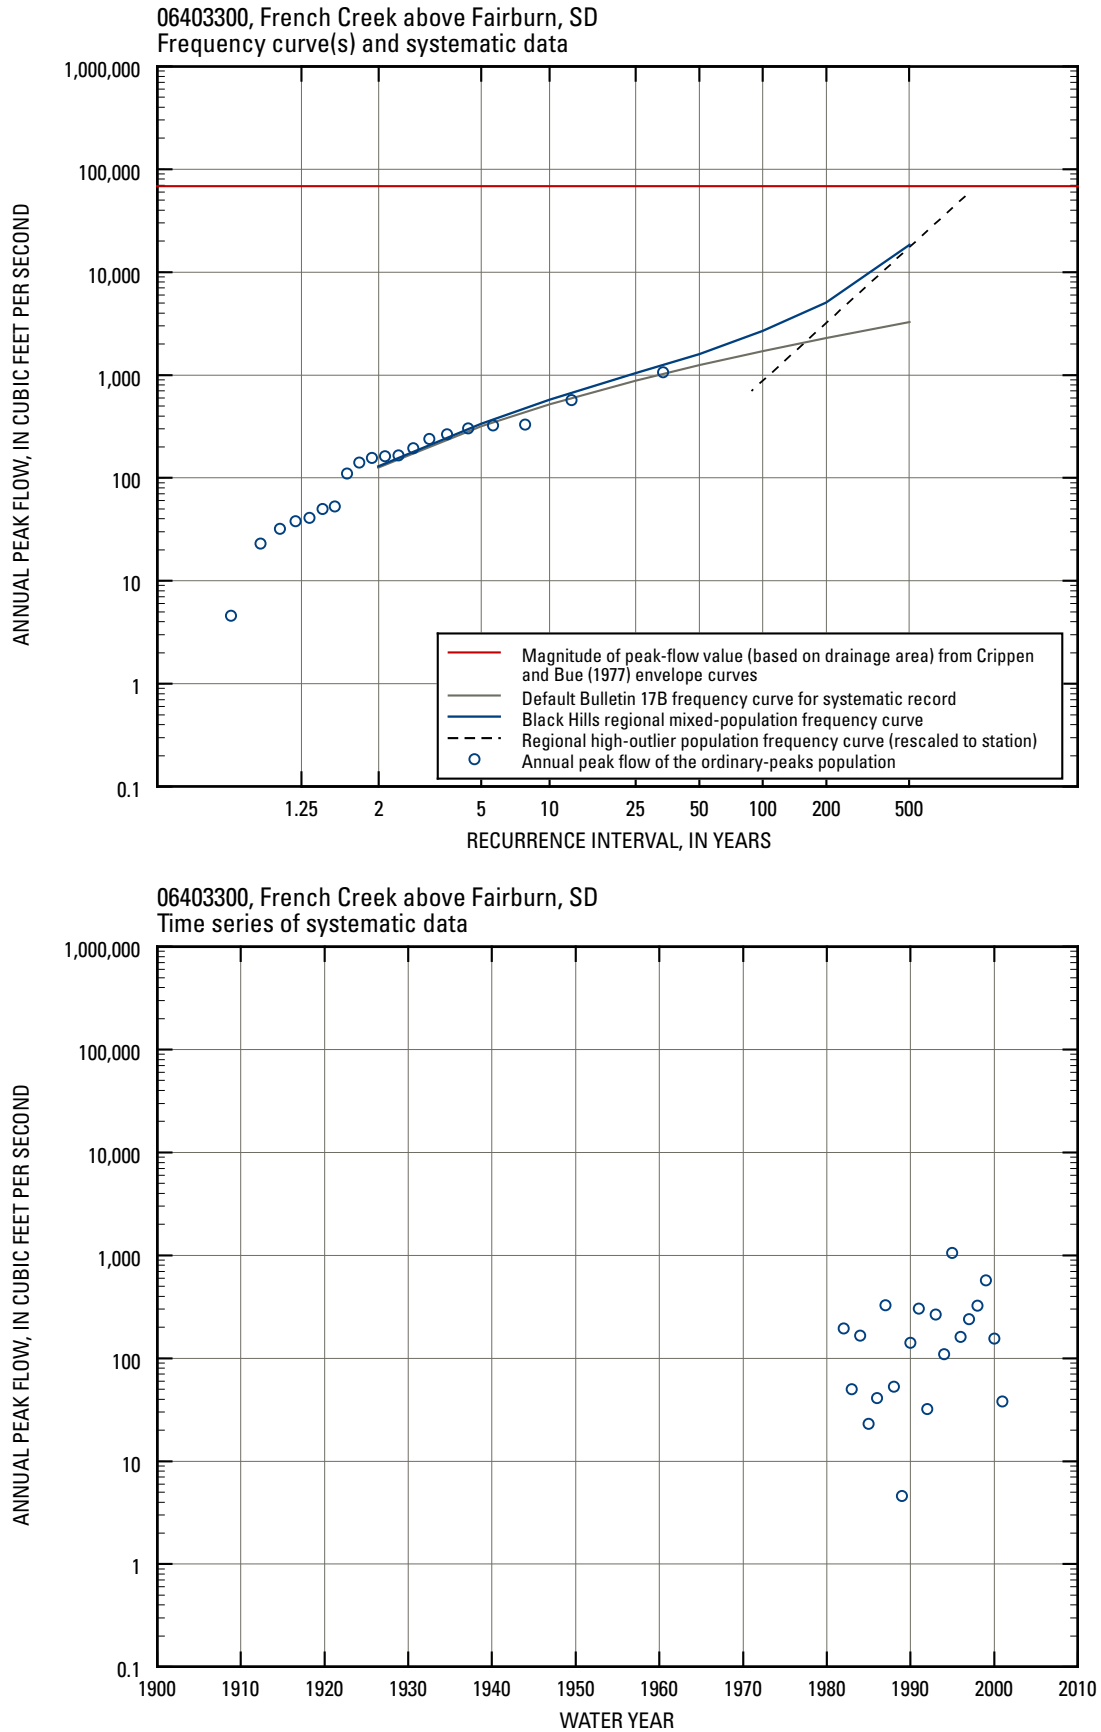 06403300, French Creek above Fairburn, SD
Frequency curve(s) and systematic data
ANNUAL PEAK FLOW, IN CUBIC FEET PER SECOND
1,000,000
100,000
10,000
1,000
100
10
1
0.1
Magnitude of peak-flow value (based on drainage area) from Crippen
and Bue (1977) envelope curves
Default Bulletin 17B frequency curve for systematic record
Black Hills regional mixed-population frequency curve
Regional high-outlier population frequency curve (rescaled to station)
Annual peak flow of the ordinary-peaks population
1.25 2 5 10 25 50 100 200 500
RECURRENCE INTERVAL, IN YEARS
06403300, French Creek above Fairburn, SD
Time series of systematic data
ANNUAL PEAK FLOW, IN CUBIC FEET PER SECOND
1,000,000
100,000
10,000
1,000
100
10
1
0.1
1900 1910 1920 1930 1940 1950 1960 1970 1980 1990 2000 2010
WATER YEAR